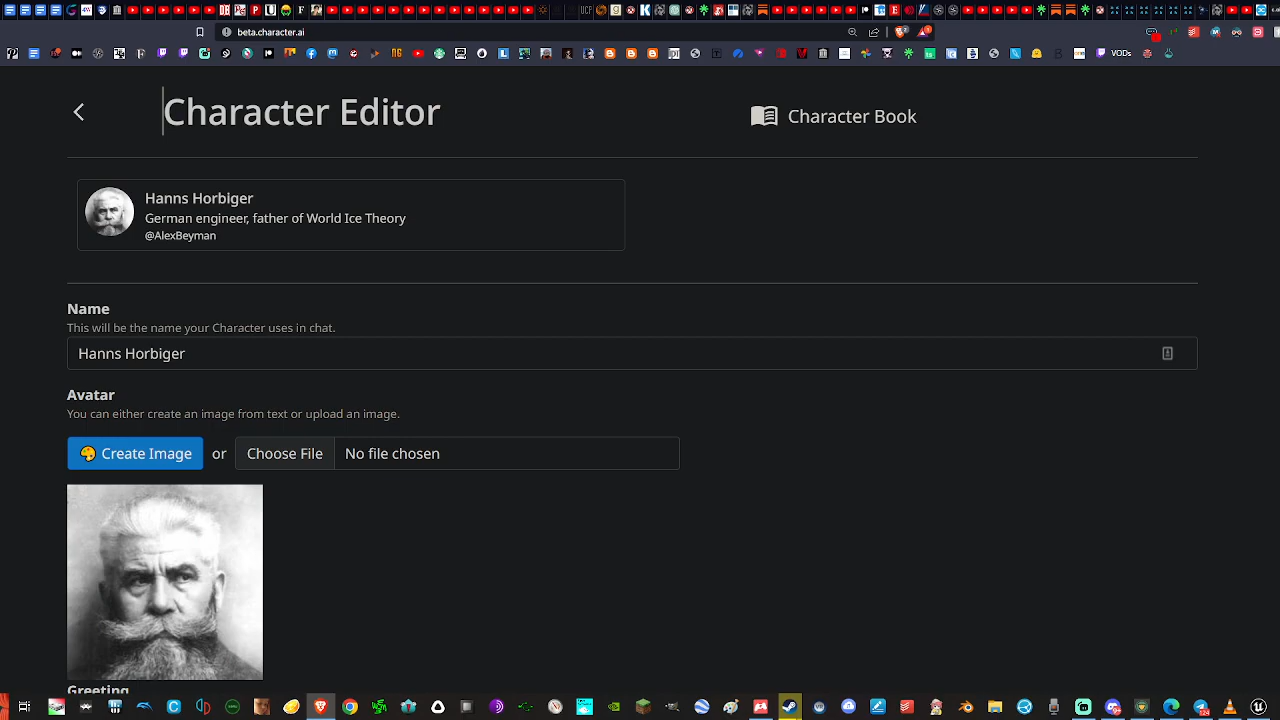 beta.character.ai
VODs
Character Editor
Character Book
Hanns Horbiger
German engineer, father of World Ice Theory
@AlexBeyman
Name
This will be the name your Character uses in chat.
Hanns Horbiger
Avatar
You can either create an image from text or upload an image.
Create Image or Choose File No file chosen
Greeting